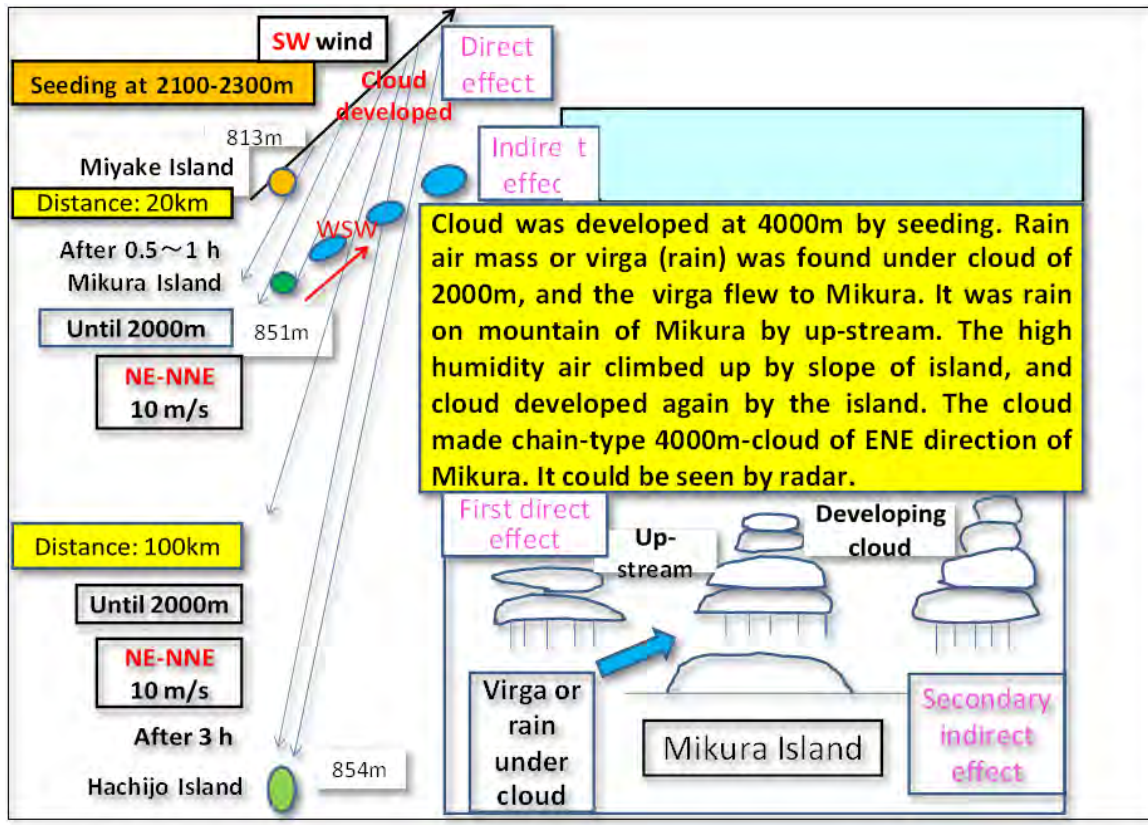 SW wind
Seeding at 2100-2300m
Cloud
developed
Direct
effect
813m
Miyake Island
Distance: 20km
Indirect
effect
WSW
After 0.5～1 h
Mikura Island
Until 2000m
851m
NE-NNE
10 m/s
Cloud was developed at 4000m by seeding. Rain
air mass or virga (rain) was found under cloud of
2000m, and the virga flew to Mikura. It was rain
on mountain of Mikura by up-stream. The high
humidity air climbed up by slope of island, and
cloud developed again by the island. The cloud
made chain-type 4000m-cloud of ENE direction of
Mikura. It could be seen by radar.
First direct
effect
Up-
stream
Developing
cloud
Distance: 100km
Until 2000m
NE-NNE
10 m/s
After 3 h
Hachijo Island
854m
Virga or
rain
under
cloud
Mikura Island
Secondary
indirect
effect